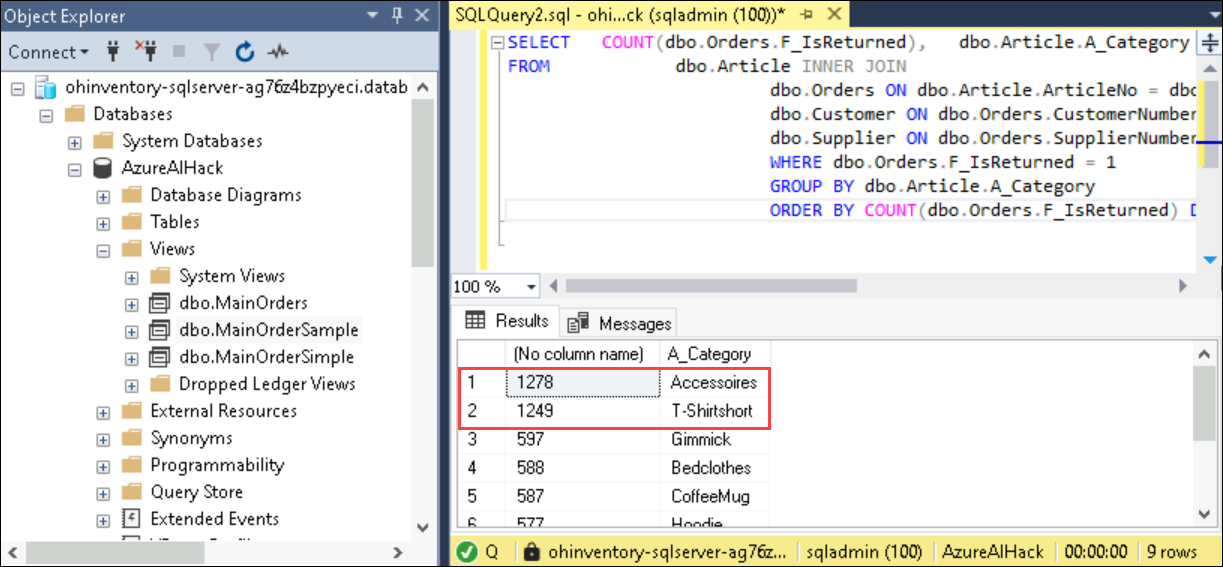 Object Explorer
Connect
ohinventory-sqlserver-ag76z4bzpyeci.datab
Databases
System Databases
AzureAIHack
Database Diagrams
Tables
Views
System Views
dbo.MainOrders
dbo.MainOrderSample
dbo.MainOrderSimple
Dropped Ledger Views
External Resources
Synonyms
Programmability
Query Store
Extended Events
SQLQuery2.sql - ohi...ck (sqladmin (100))*
SELECT COUNT(dbo.Orders.F_IsReturned), dbo.Article.A_Category
FROM dbo.Article INNER JOIN
dbo.Orders ON dbo.Article.ArticleNo = dbo
dbo.Customer ON dbo.Orders.CustomerNumber
dbo.Supplier ON dbo.Orders.SupplierNumber
WHERE dbo.Orders.F_IsReturned = 1
GROUP BY dbo.Article.A_Category
ORDER BY COUNT(dbo.Orders.F_IsReturned) D
100 %
Results Messages
(No column name) A_Category
1 1278 Accessoires
2 1249 T-Shirtshort
3 597 Gimmick
4 588 Bedclothes
5 587 CoffeeMug
6 577 Hoodie
Q ohinventory-sqlserver-ag76z... sqladmin (100) AzureAIHack 00:00:00 9 rows